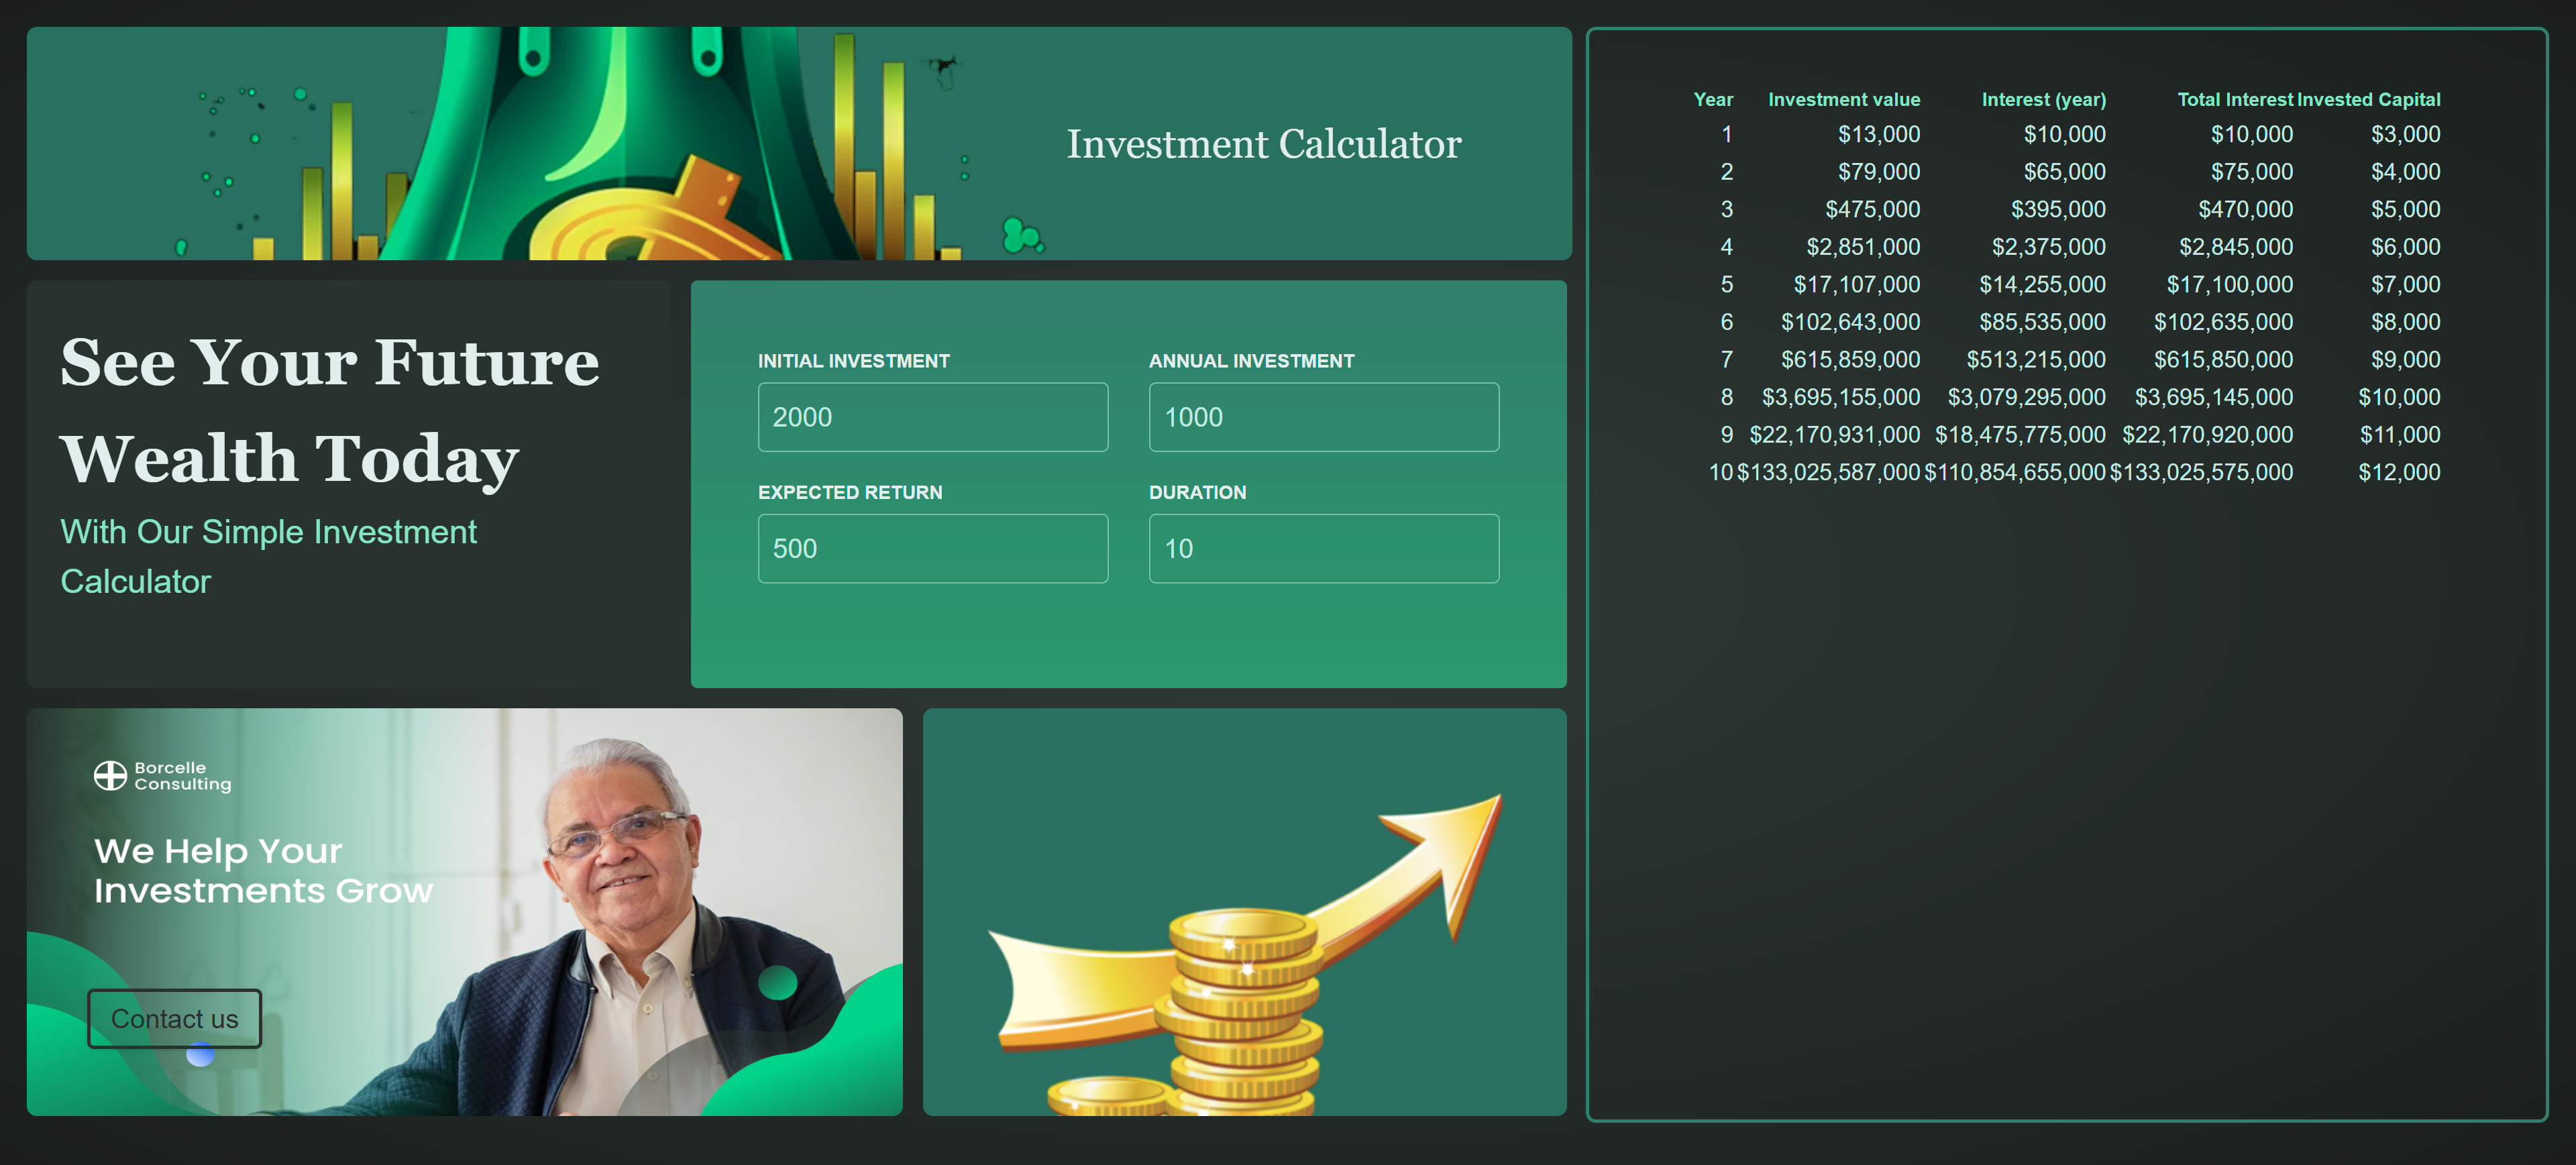 Investment Calculator
See Your Future
Wealth Today
With Our Simple Investment
Calculator
INITIAL INVESTMENT
2000
ANNUAL INVESTMENT
1000
EXPECTED RETURN
500
DURATION
10
Borcelle
Consulting
We Help Your
Investments Grow
Contact us
Year Investment value Interest (year) Total Interest Invested Capital
1 $13,000 $10,000 $10,000 $3,000
2 $79,000 $65,000 $75,000 $4,000
3 $475,000 $395,000 $470,000 $5,000
4 $2,851,000 $2,375,000 $2,845,000 $6,000
5 $17,107,000 $14,255,000 $17,100,000 $7,000
6 $102,643,000 $85,535,000 $102,635,000 $8,000
7 $615,859,000 $513,215,000 $615,850,000 $9,000
8 $3,695,155,000 $3,079,295,000 $3,695,145,000 $10,000
9 $22,170,931,000 $18,475,775,000 $22,170,920,000 $11,000
10 $133,025,587,000 $110,854,655,000 $133,025,575,000 $12,000